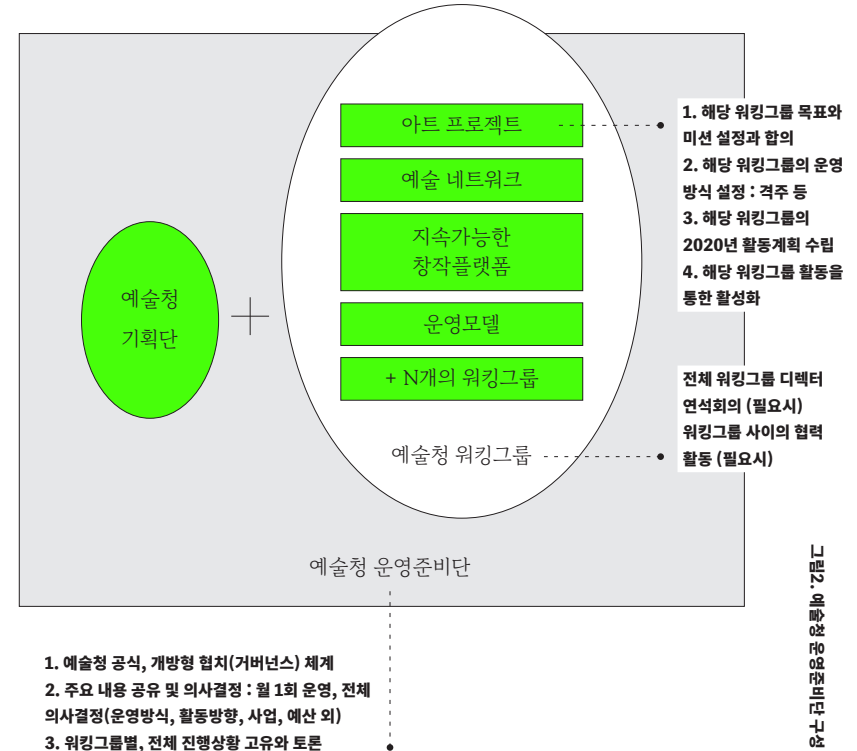 아트 프로젝트
예술 네트워크
지속가능한
창작플랫폼
운영모델
+ N개의 워킹그룹
예술청 워킹그룹
예술청
기획단
예술청 운영준비단
1. 해당 워킹그룹 목표와
미션 설정과 합의
2. 해당 워킹그룹의 운영
방식 설정 : 격주 등
3. 해당 워킹그룹의
2020년 활동계획 수립
4. 해당 워킹그룹 활동을
통한 활성화
전체 워킹그룹 디렉터
연석회의 (필요시)
워킹그룹 사이의 협력
활동 (필요시)
1. 예술청 공식, 개방형 협치(거버넌스) 체계
2. 주요 내용 공유 및 의사결정 : 월 1회 운영, 전체
의사결정(운영방식, 활동방향, 사업, 예산 외)
3. 워킹그룹별, 전체 진행상황 고유와 토론
그림2. 예술청 운영준비단 구성